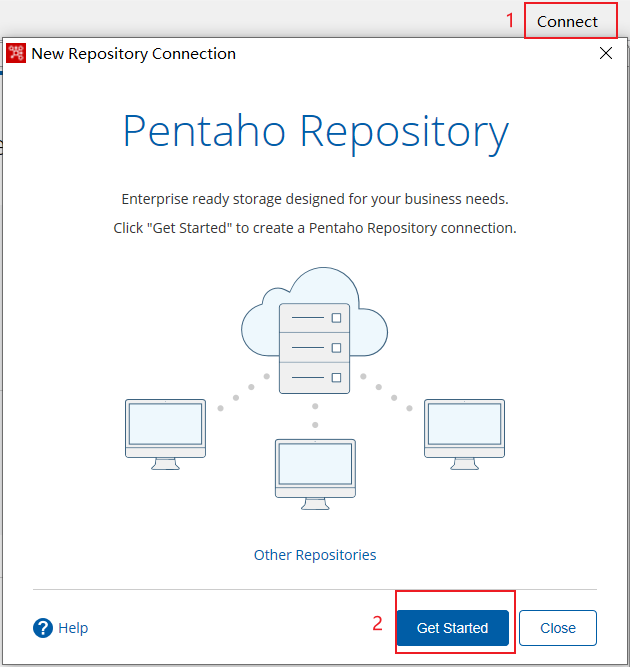 1 Connect
New Repository Connection
Pentaho Repository
Enterprise ready storage designed for your business needs.
Click "Get Started" to create a Pentaho Repository connection.
Other Repositories
Help 2 Get Started Close